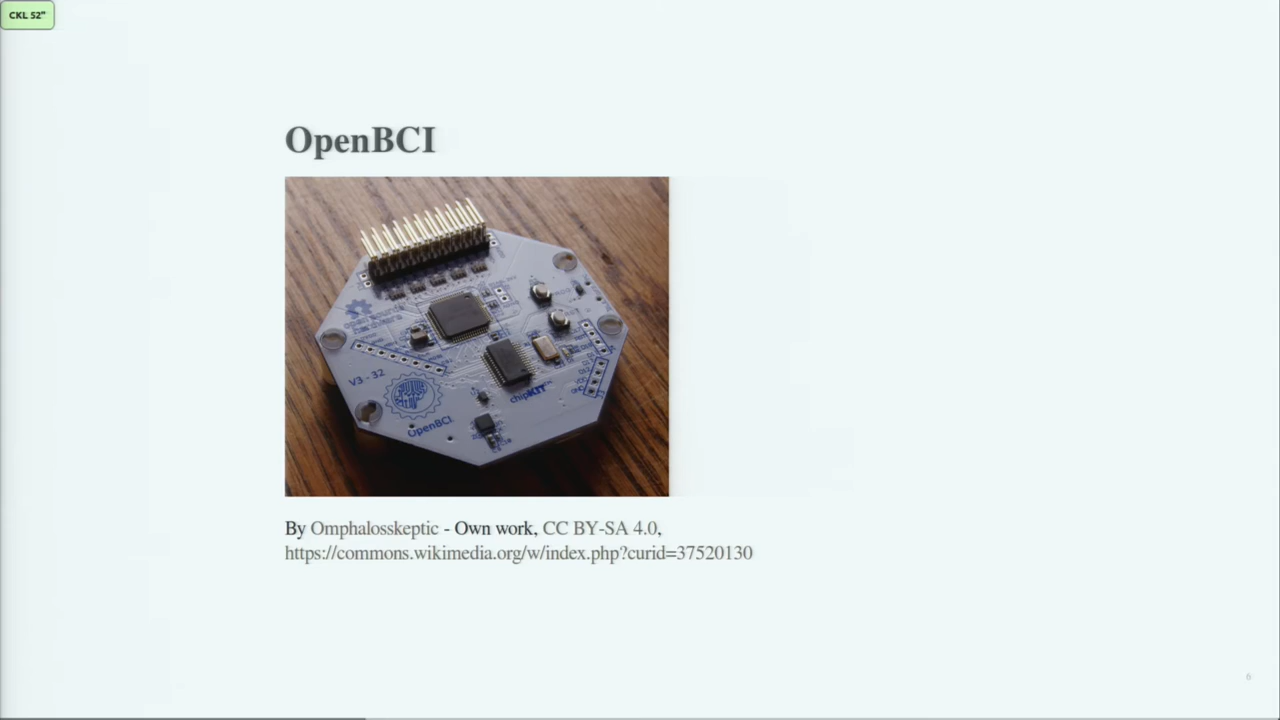 CKL 52"
OpenBCI
V3 - 32
chipKIT
OpenBCI
By Omphalosskeptic - Own work, CC BY-SA 4.0,
https://commons.wikimedia.org/w/index.php?curid=37520130
6